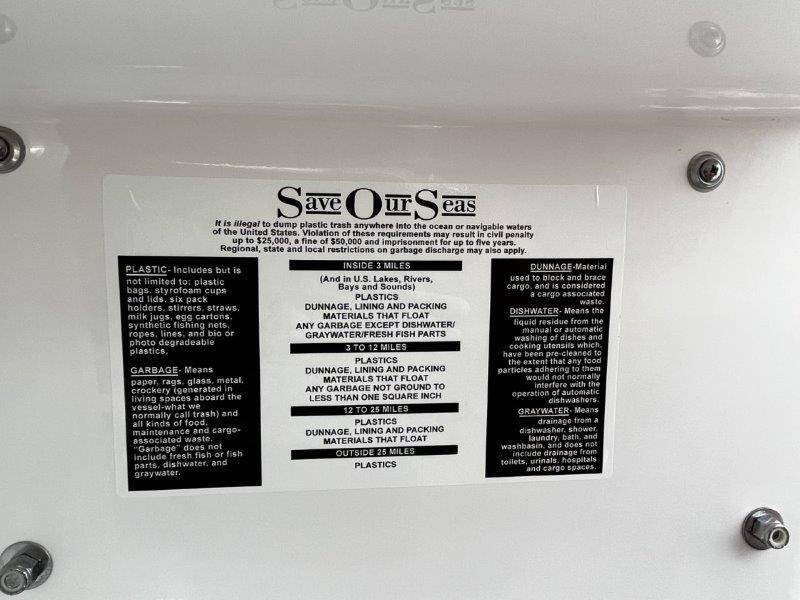 Save Our Seas
It is illegal to dump plastic trash anywhere into the ocean or navigable waters
of the United States. Violation of these requirements may result in civil penalty
up to $25,000, a fine of $50,000 and imprisonment for up to five years.
Regional, state and local restrictions on garbage discharge may also apply.
PLASTIC- Includes but is
not limited to: plastic
bags, styrofoam cups
and lids, six pack
holders, stirrers, straws,
milk jugs, egg cartons,
synthetic fishing nets,
ropes, lines, and bio or
photo degradeable
plastics,
GARBAGE- Means
paper, rags, glass, metal,
crockery (generated in
living spaces aboard the
vessel-what we
normally call trash) and
all kinds of food,
maintenance and cargo-
associated waste.
"Garbage" does not
include fresh fish or fish
parts, dishwater, and
graywater.
INSIDE 3 MILES
(And in U.S. Lakes, Rivers,
Bays and Sounds)
PLASTICS
DUNNAGE, LINING AND PACKING
MATERIALS THAT FLOAT
ANY GARBAGE EXCEPT DISHWATER/
GRAYWATER/FRESH FISH PARTS
3 TO 12 MILES
PLASTICS
DUNNAGE, LINING AND PACKING
MATERIALS THAT FLOAT
ANY GARBAGE NOT GROUND TO
LESS THAN ONE SQUARE INCH
12 TO 25 MILES
PLASTICS
DUNNAGE, LINING AND PACKING
MATERIALS THAT FLOAT
OUTSIDE 25 MILES
PLASTICS
DUNNAGE-Material
used to block and brace
cargo, and is considered
a cargo associated
waste.
DISHWATER- Means the
liquid residue from the
manual or automatic
washing of dishes and
cooking utensils which,
have been pre-cleaned to
the extent that any food
particles adhering to them
would not normally
interfere with the
operation of automatic
dishwashers.
GRAYWATER- Means
drainage from a
dishwasher, shower,
laundry, bath, and
washbasin, and does not
include drainage from
toilets, urinals, hospitals
and cargo spaces.